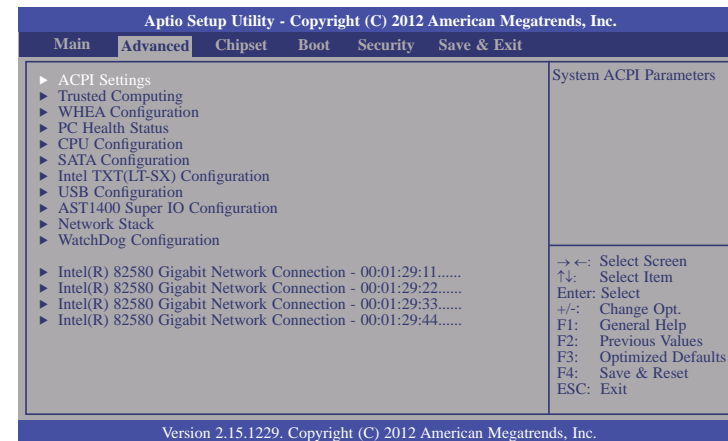 Aptio Setup Utility - Copyright (C) 2012 American Megatrends, Inc.
Main Advanced Chipset Boot Security Save & Exit
► ACPI Settings
► Trusted Computing
► WHEA Configuration
► PC Health Status
► CPU Configuration
► SATA Configuration
► Intel TXT(LT-SX) Configuration
► USB Configuration
► AST1400 Super IO Configuration
► Network Stack
► WatchDog Configuration
► Intel(R) 82580 Gigabit Network Connection - 00:01:29:11......
► Intel(R) 82580 Gigabit Network Connection - 00:01:29:22......
► Intel(R) 82580 Gigabit Network Connection - 00:01:29:33......
► Intel(R) 82580 Gigabit Network Connection - 00:01:29:44......
System ACPI Parameters
→←: Select Screen
↑↓: Select Item
Enter: Select
+/-: Change Opt.
F1: General Help
F2: Previous Values
F3: Optimized Defaults
F4: Save & Reset
ESC: Exit
Version 2.15.1229. Copyright (C) 2012 American Megatrends, Inc.